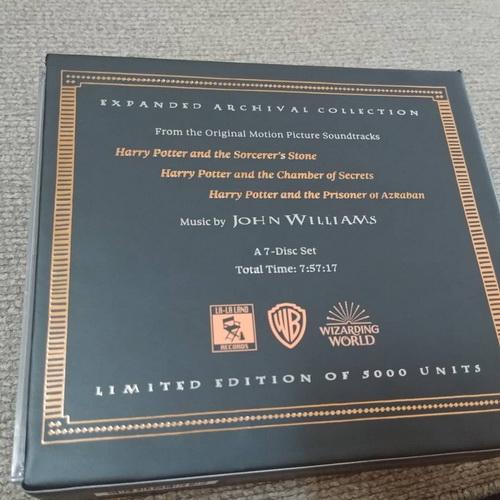 EXPANDED ARCHIVAL COLLECTION
From the Original Motion Picture Soundtracks
Harry Potter and the Sorcerer's Stone
Harry Potter and the Chamber of Secrets
Harry Potter and the Prisoner of Azkaban
Music by JOHN WILLIAMS
A 7-Disc Set
Total Time: 7:57:17
LA-LA LAND
RECORDS
WB
WIZARDING
WORLD
LIMITED EDITION OF 5000 UNITS